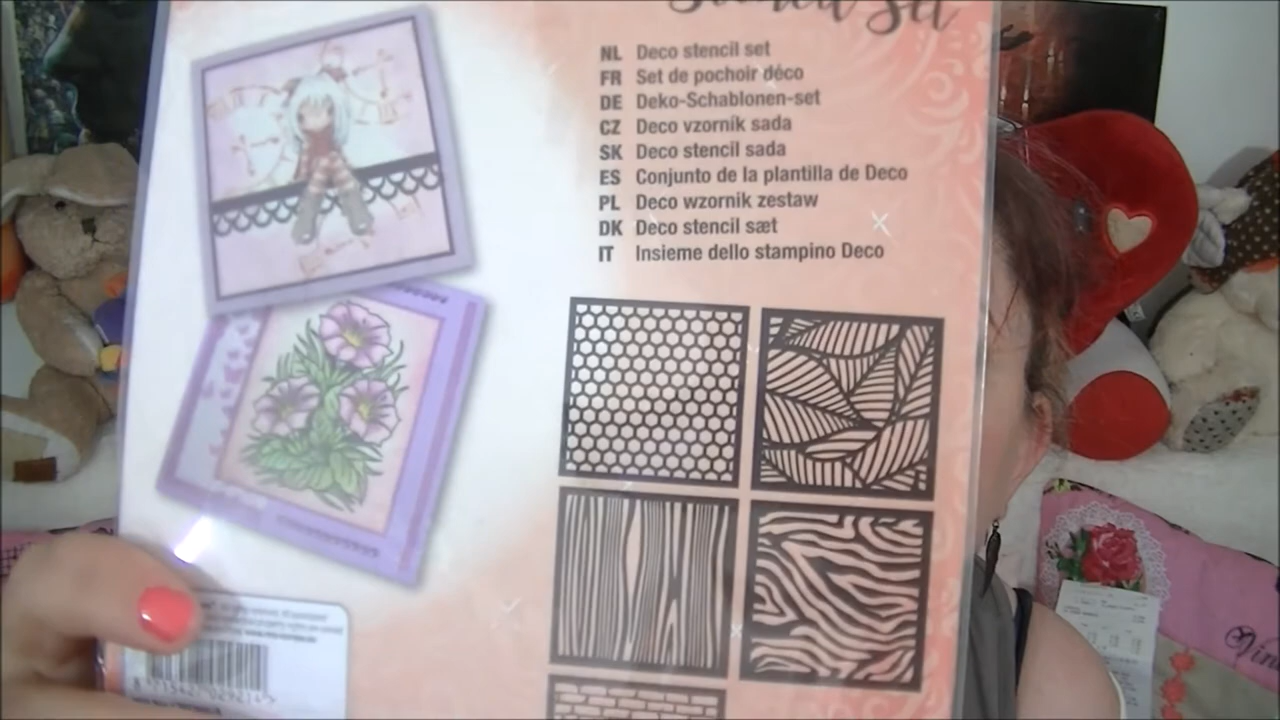 Stencil Set
NL Deco stencil set
FR Set de pochoir déco
DE Deko-Schablonen-set
CZ Deco vzorník sada
SK Deco stencil sada
ES Conjunto de la plantilla de Deco
PL Deco wzornik zestaw
DK Deco stencil sæt
IT Insieme dello stampino Deco